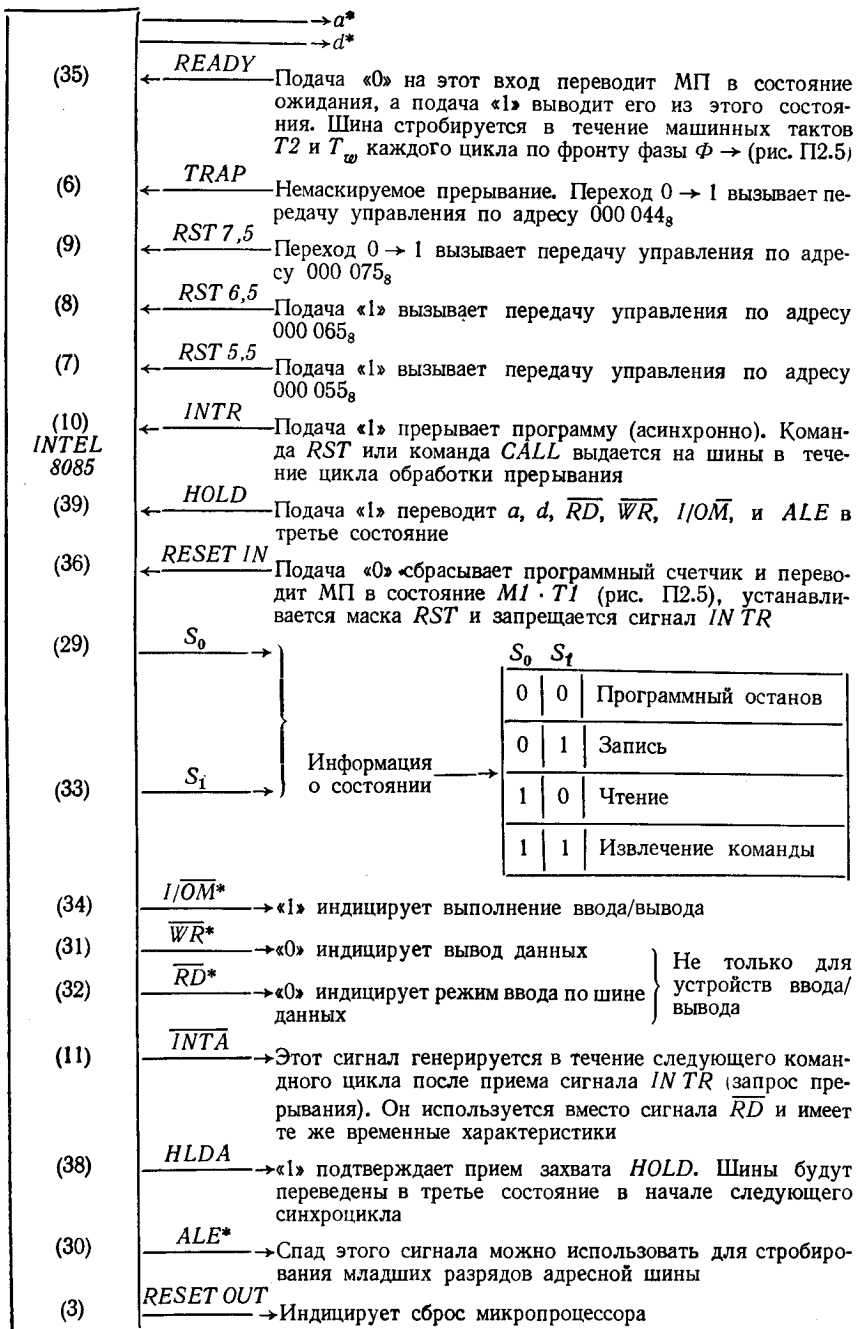 a*
d*
(35) READY Подача «0» на этот вход переводит МП в состояние
ожидания, а подача «1» выводит его из этого состоя-
ния. Шина стробируется в течение машинных тактов
T2 и Tw каждого цикла по фронту фазы Ф → (рис. П2.5)
(6) TRAP Немаскируемое прерывание. Переход 0 → 1 вызывает пе-
редачу управления по адресу 000 044₈
(9) RST 7,5 Переход 0 → 1 вызывает передачу управления по адре-
су 000 075₈
(8) RST 6,5 Подача «1» вызывает передачу управления по адресу
000 065₈
(7) RST 5,5 Подача «1» вызывает передачу управления по адресу
000 055₈
(10) INTR Подача «1» прерывает программу (асинхронно). Коман-
INTEL да RST или команда CALL выдается на шины в тече-
8085 ние цикла обработки прерывания
(39) HOLD Подача «1» переводит a, d, R̅D̅, W̅R̅, I/OM̅, и ALE в
третье состояние
(36) RESET IN Подача «0» сбрасывает программный счетчик и перево-
дит МП в состояние M1 · T1 (рис. П2.5), устанавли-
вается маска RST и запрещается сигнал IN TR
(29) S₀
S₀ S₁
0 0 Программный останов
0 1 Запись
Информация
(33) S₁ о состоянии
1 0 Чтение
1 1 Извлечение команды
(34) I/O̅M̅* «1» индицирует выполнение ввода/вывода
(31) W̅R̅* «0» индицирует вывод данных
Не только для
(32) R̅D̅* «0» индицирует режим ввода по шине
данных
устройств ввода/
вывода
(11) I̅N̅T̅A̅ Этот сигнал генерируется в течение следующего коман-
дного цикла после приема сигнала IN TR (запрос пре-
рывания). Он используется вместо сигнала R̅D̅ и имеет
те же временные характеристики
(38) HLDA «1» подтверждает прием захвата HOLD. Шины будут
переведены в третье состояние в начале следующего
синхроцикла
(30) ALE* Спад этого сигнала можно использовать для стробиро-
вания младших разрядов адресной шины
(3) RESET OUT Индицирует сброс микропроцессора